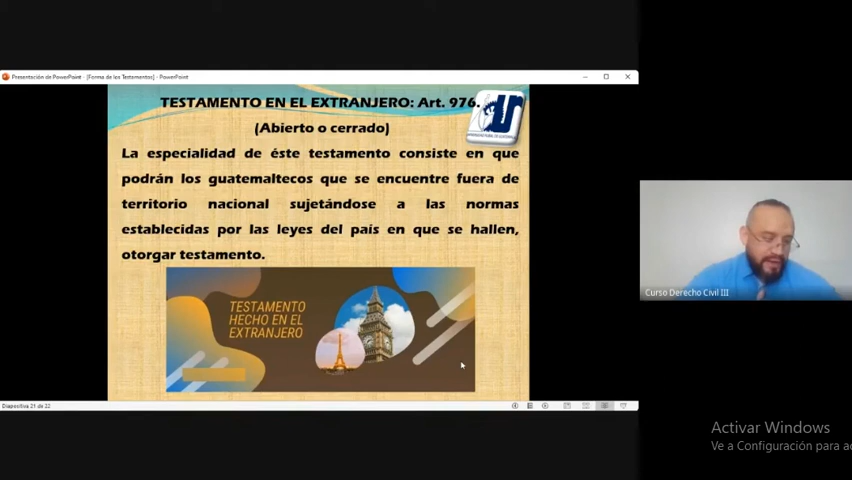 Presentación de PowerPoint - [Forma de los Testamentos] - PowerPoint
TESTAMENTO EN EL EXTRANJERO: Art. 976.
(Abierto o cerrado)
La especialidad de éste testamento consiste en que
podrán los guatemaltecos que se encuentre fuera de
territorio nacional sujetándose a las normas
establecidas por las leyes del país en que se hallen,
otorgar testamento.
TESTAMENTO
HECHO EN EL
EXTRANJERO
Diapositiva 21 de 22
Curso Derecho Civil III
Activar Windows
Ve a Configuración para ac